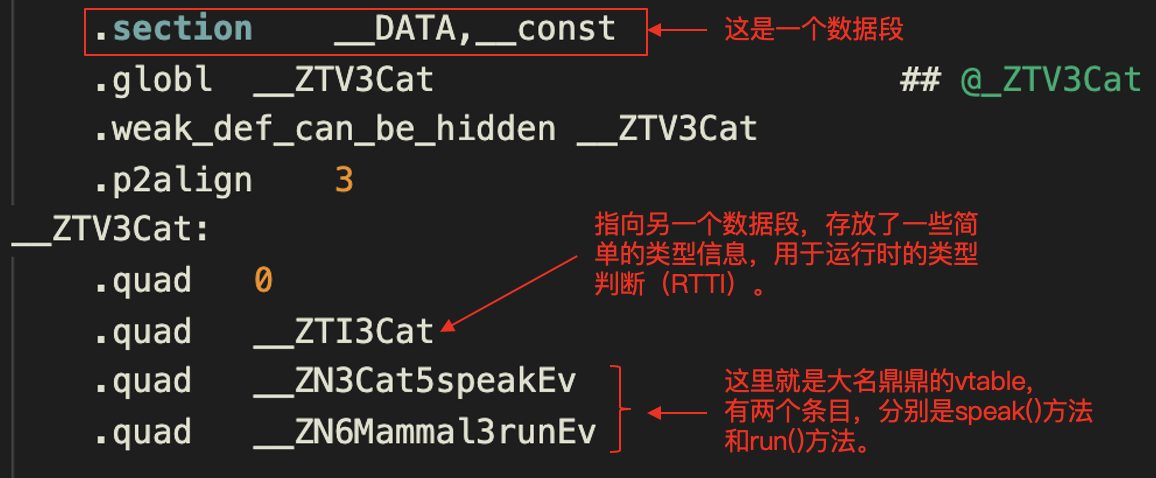 .section __DATA,__const
这是一个数据段
.globl __ZTV3Cat ## @_ZTV3Cat
.weak_def_can_be_hidden __ZTV3Cat
.p2align 3
__ZTV3Cat:
指向另一个数据段，存放了一些简
单的类型信息，用于运行时的类型
判断（RTTI）。
.quad 0
.quad __ZTI3Cat
.quad __ZN3Cat5speakEv
.quad __ZN6Mammal3runEv
这里就是大名鼎鼎的vtable,
有两个条目，分别是speak()方法
和run()方法。